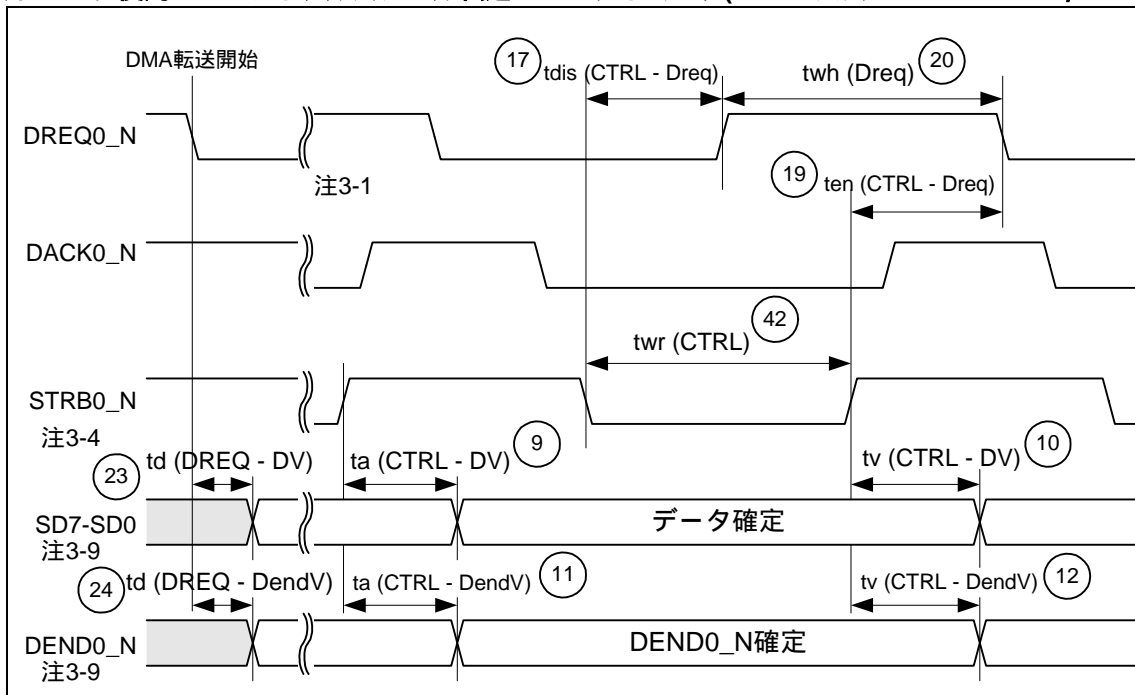 DMA転送開始
17 tdis (CTRL - Dreq)
twh (Dreq) 20
DREQ0_N
注3-1
19 ten (CTRL - Dreq)
DACK0_N
42
twr (CTRL)
STRB0_N
注3-4
23 td (DREQ - DV)
ta (CTRL - DV) 9
tv (CTRL - DV) 10
SD7-SD0
注3-9
データ確定
24 td (DREQ - DendV)
ta (CTRL - DendV) 11
tv (CTRL - DendV) 12
DEND0_N
注3-9
DEND0_N確定